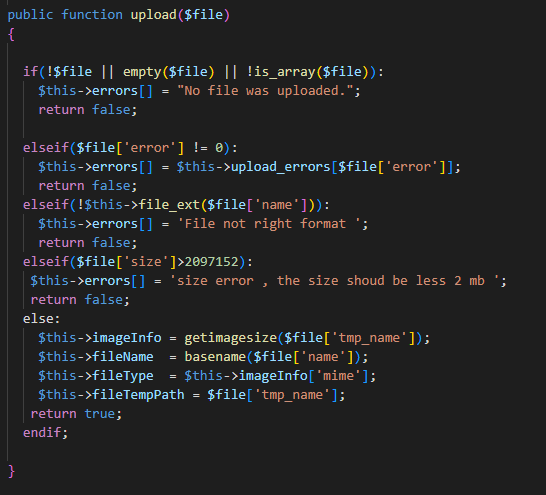 public function upload($file)
{
if(!$file || empty($file) || !is_array($file)):
$this->errors[] = "No file was uploaded.";
return false;
elseif($file['error'] != 0):
$this->errors[] = $this->upload_errors[$file['error']];
return false;
elseif(!$this->file_ext($file['name'])):
$this->errors[] = 'File not right format ';
return false;
elseif($file['size']>2097152):
$this->errors[] = 'size error , the size shoud be less 2 mb ';
return false;
else:
$this->imageInfo = getimagesize($file['tmp_name']);
$this->fileName  = basename($file['name']);
$this->fileType  = $this->imageInfo['mime'];
$this->fileTempPath = $file['tmp_name'];
return true;
endif;
}